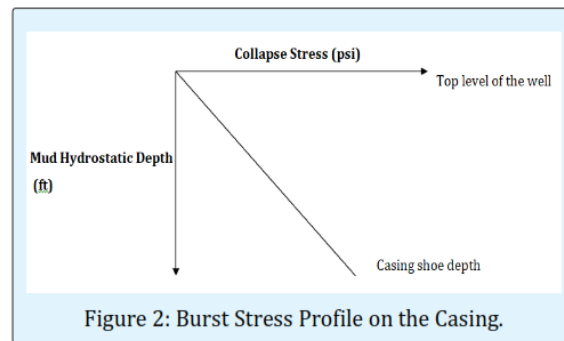 Collapse Stress (psi)
Top level of the well
Mud Hydrostatic Depth
(ft)
Casing shoe depth
Figure 2: Burst Stress Profile on the Casing.